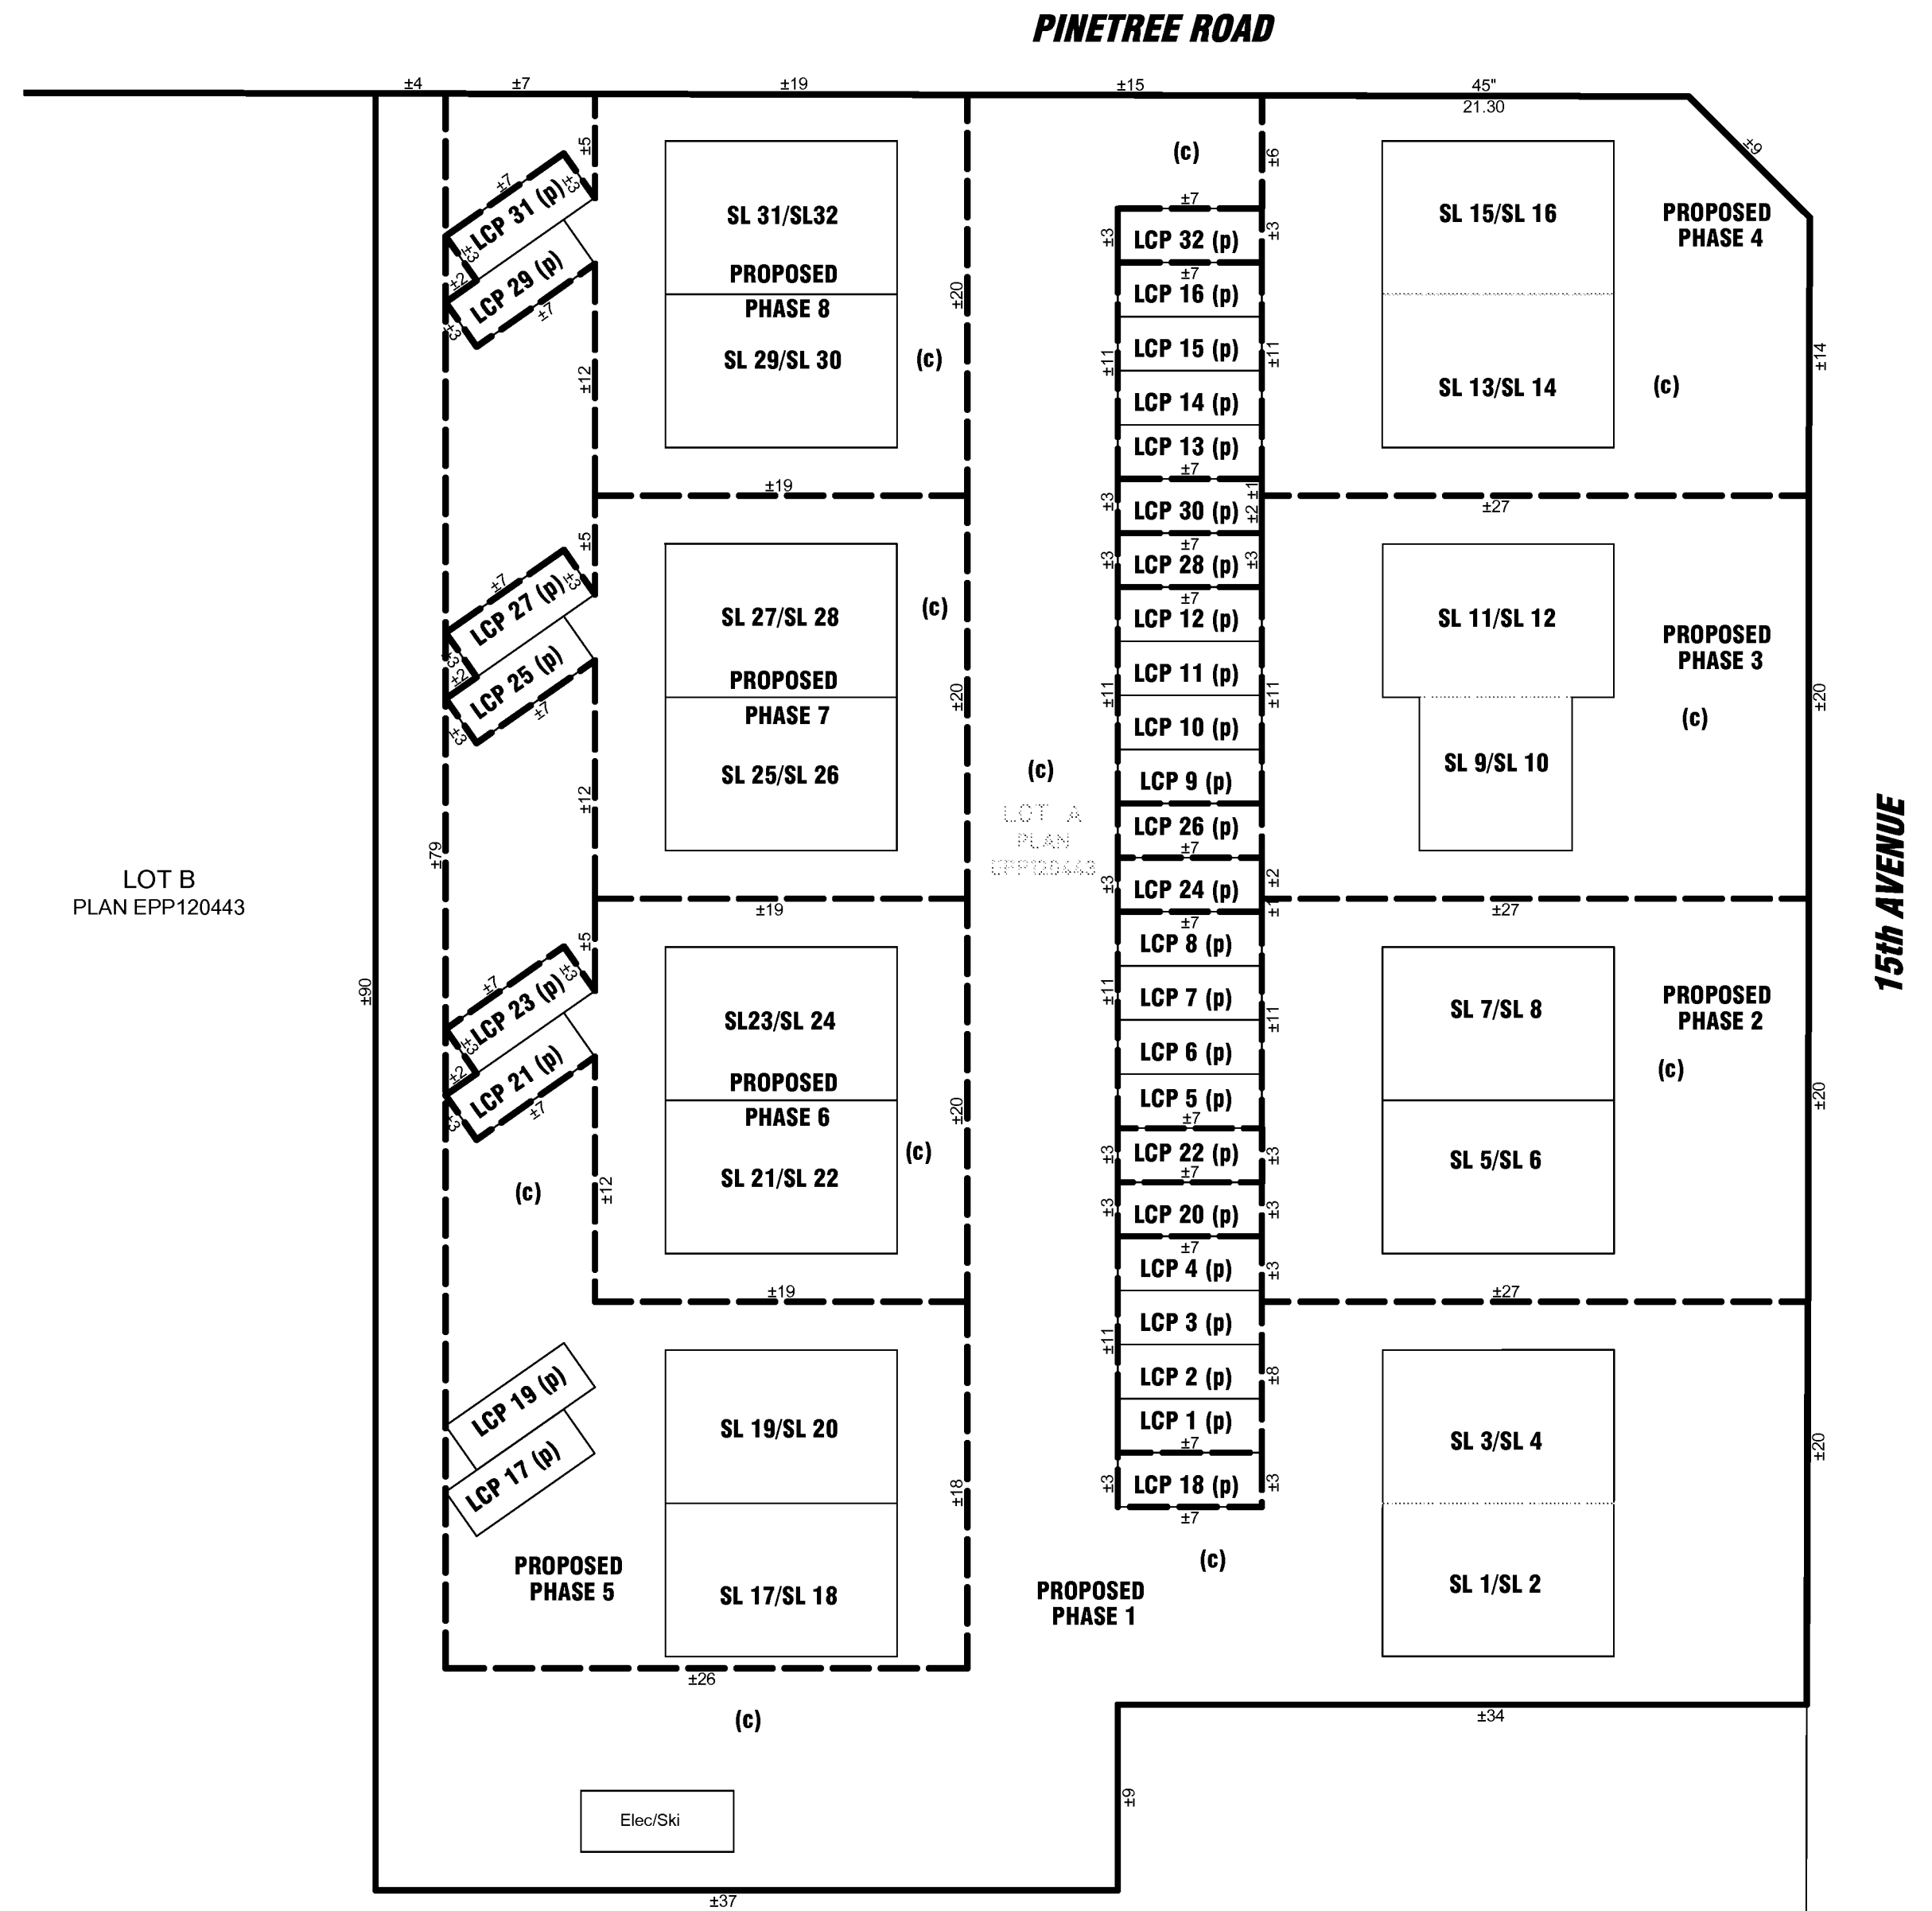 PINETREE ROAD
±4
±7
±19
±15
45"
21.30
±9
±5
±7
±3
LCP 31 (p)
±3
±2
LCP 29 (p)
±3
±7
±12
SL 31/SL32
PROPOSED
PHASE 8
SL 29/SL 30
(c)
±20
±19
(c)
±6
±7
±3
LCP 32 (p)
±3
±7
LCP 16 (p)
LCP 15 (p)
±11
±11
LCP 14 (p)
LCP 13 (p)
±7
±3
LCP 30 (p)
±1
±2
±7
±3
LCP 28 (p)
±3
±7
LCP 12 (p)
LCP 11 (p)
±11
±11
LCP 10 (p)
LCP 9 (p)
LCP 26 (p)
±7
±3
LCP 24 (p)
±2
±1
±7
LCP 8 (p)
±11
LCP 7 (p)
±11
LCP 6 (p)
LCP 5 (p)
±7
±3
LCP 22 (p)
±3
±7
±3
LCP 20 (p)
±3
±7
LCP 4 (p)
±3
LCP 3 (p)
±11
LCP 2 (p)
±8
LCP 1 (p)
±7
±3
LCP 18 (p)
±3
±7
(c)
SL 15/SL 16
PROPOSED
PHASE 4
SL 13/SL 14
(c)
±14
±27
SL 11/SL 12
PROPOSED
PHASE 3
(c)
SL 9/SL 10
±20
±27
15th AVENUE
SL 7/SL 8
PROPOSED
PHASE 2
(c)
SL 5/SL 6
±20
±27
SL 3/SL 4
SL 1/SL 2
±20
±34
±5
±7
±3
LCP 27 (p)
±3
±2
LCP 25 (p)
±3
±7
±12
SL 27/SL 28
(c)
PROPOSED
PHASE 7
SL 25/SL 26
±20
±19
(c)
LOT A
PLAN
EPP120443
LOT B
PLAN EPP120443
±79
±90
±5
±7
±3
LCP 23 (p)
±3
±2
LCP 21 (p)
±3
±7
(c)
±12
SL23/SL 24
PROPOSED
PHASE 6
SL 21/SL 22
(c)
±20
±19
LCP 19 (p)
LCP 17 (p)
PROPOSED
PHASE 5
SL 19/SL 20
SL 17/SL 18
±18
±26
PROPOSED
PHASE 1
(c)
Elec/Ski
±9
±37